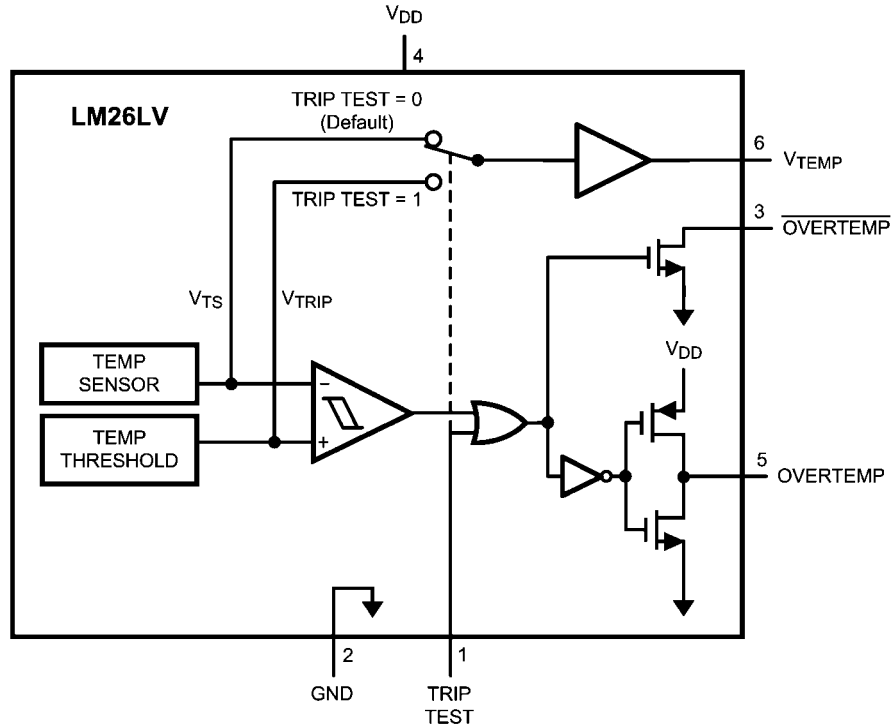 VDD
4
LM26LV
TRIP TEST = 0
(Default)
6
VTEMP
TRIP TEST = 1
3
OVERTEMP
VTS
VTRIP
VDD
TEMP
SENSOR
−
TEMP
THRESHOLD
+
5
OVERTEMP
2
1
GND
TRIP
TEST